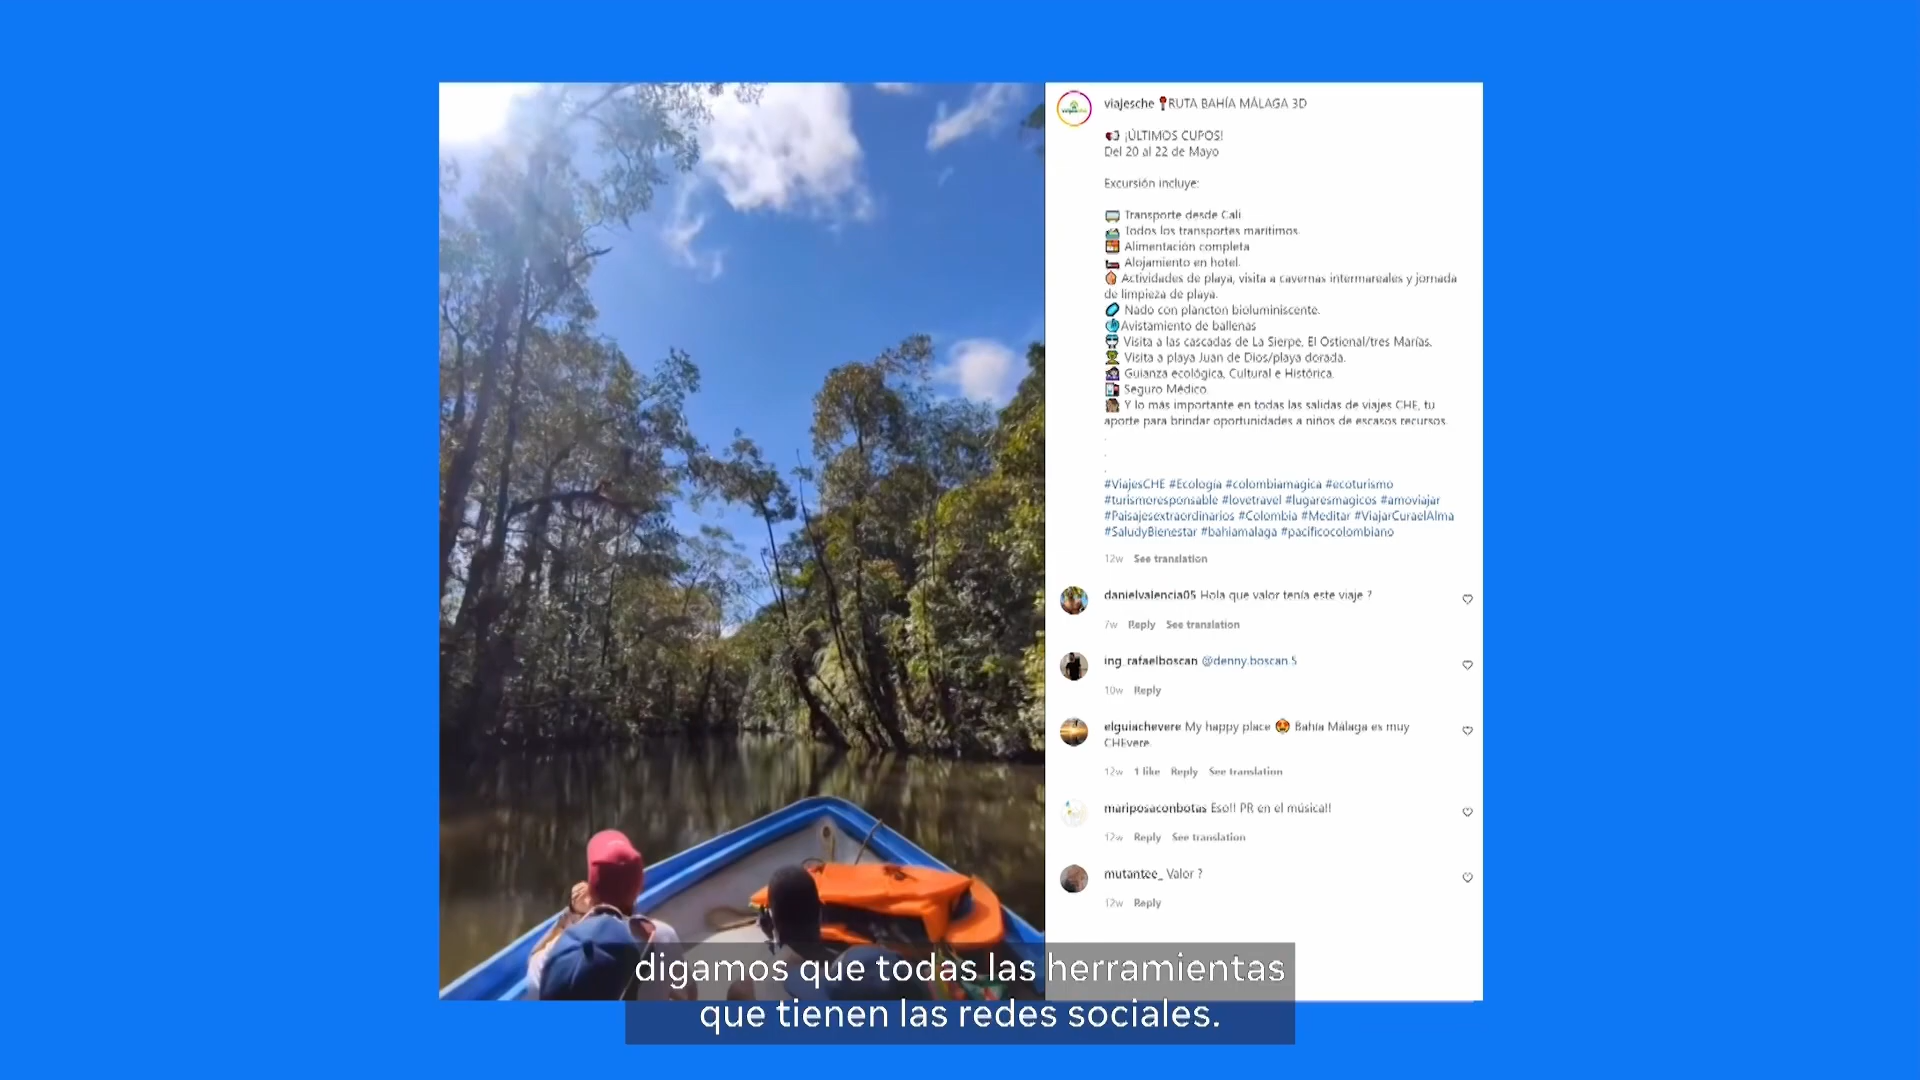 viajesche RUTA BAHÍA MÁLAGA 3D
¡ÚLTIMOS CUPOS!
Del 20 al 22 de Mayo
Excursión incluye:
Transporte desde Cali
Todos los transportes marítimos.
Alimentación completa
Alojamiento en hotel.
Actividades de playa, visita a cavernas intermareales y jornada
de limpieza de playa.
Nado con plancton bioluminiscente.
Avistamiento de ballenas
Visita a las cascadas de La Sierpe, El Ostional/tres Marías.
Visita a playa Juan de Dios/playa dorada.
Guianza ecológica, Cultural e Histórica.
Seguro Médico
Y lo más importante en todas las salidas de viajes CHE, tu
aporte para brindar oportunidades a niños de escasos recursos
.
.
.
#ViajesCHE #Ecología #colombiamagica #ecoturismo
#turismoresponsable #lovetravel #lugaresmagicos #amoviajar
#Paisajesextraordinarios #Colombia #Meditar #ViajarCuraelAlma
#SaludyBienestar #bahiamalaga #pacificocolombiano
12w See translation
danielvalencia05 Hola que valor tenía este viaje ?
7w Reply See translation
ing_rafaelboscan @denny.boscan.5
10w Reply
elguiachevere My happy place Bahía Málaga es muy
CHEvere.
12w 1 like Reply See translation
mariposaconbotas Eso!! PR en el música!!
12w Reply See translation
mutantee_ Valor ?
12w Reply
digamos que todas las herramientas
que tienen las redes sociales.